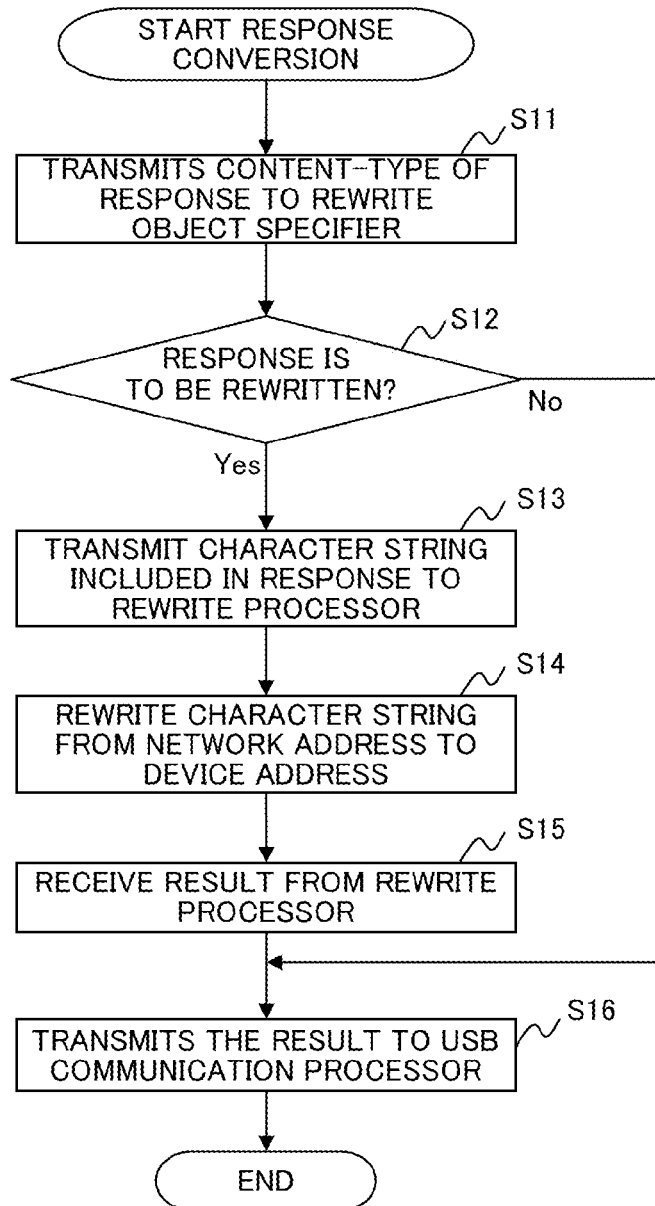 START RESPONSE
CONVERSION
S11
TRANSMITS CONTENT-TYPE OF
RESPONSE TO REWRITE
OBJECT SPECIFIER
S12
RESPONSE IS
TO BE REWRITTEN?
No
Yes
S13
TRANSMIT CHARACTER STRING
INCLUDED IN RESPONSE TO
REWRITE PROCESSOR
S14
REWRITE CHARACTER STRING
FROM NETWORK ADDRESS TO
DEVICE ADDRESS
S15
RECEIVE RESULT FROM REWRITE
PROCESSOR
S16
TRANSMITS THE RESULT TO USB
COMMUNICATION PROCESSOR
END